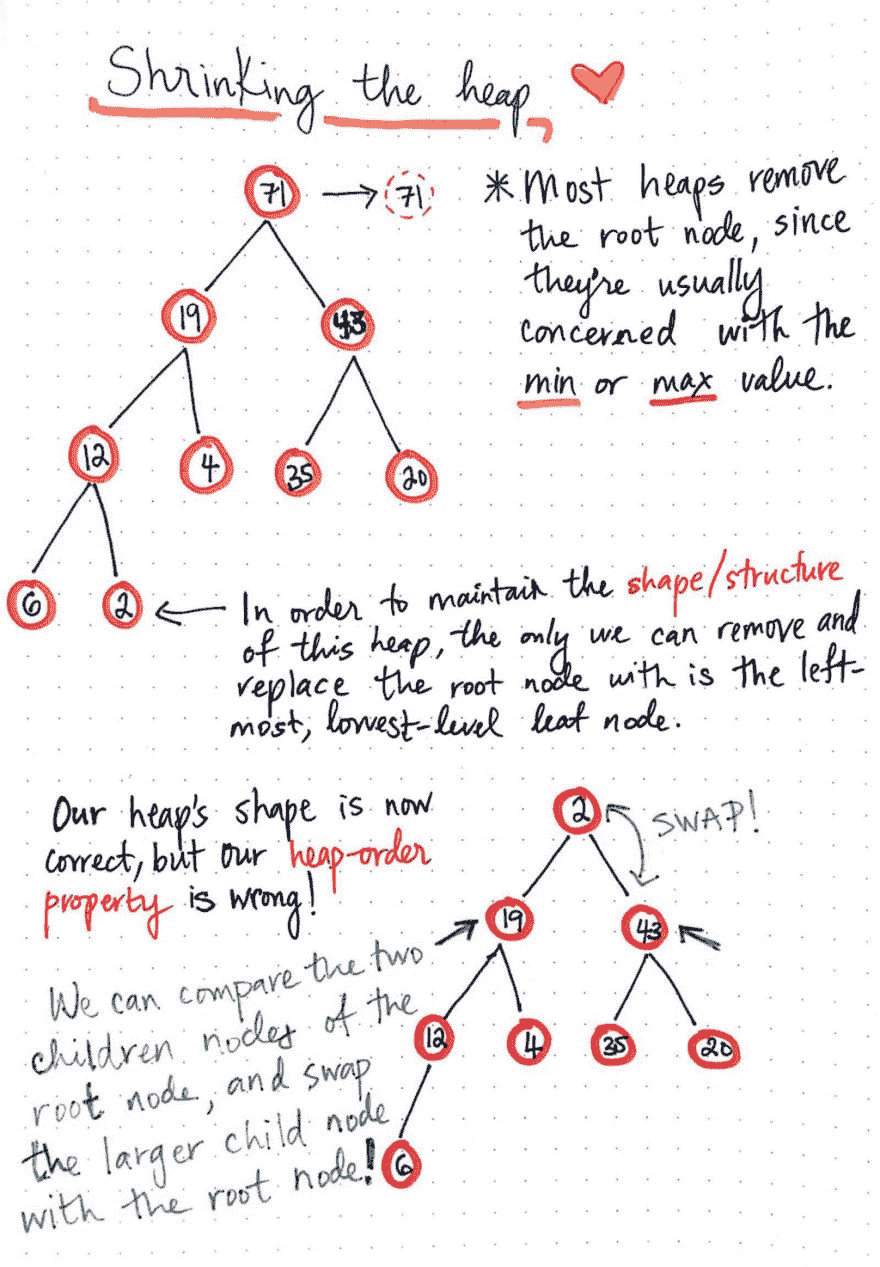 Shrinking the heap
71 → 71
* Most heaps remove
the root node, since
they're usually
concerned with the
min or max value.
19
43
12
4
35
20
6
2
← In order to maintain the shape/structure
of this heap, the only we can remove and
replace the root node with is the left-
most, lowest-level leaf node.
Our heap's shape is now
correct, but our heap-order
property is wrong!
2
SWAP!
19
43
We can compare the two
children nodes of the
root node, and swap
the larger child node
with the root node!
12
4
35
20
6